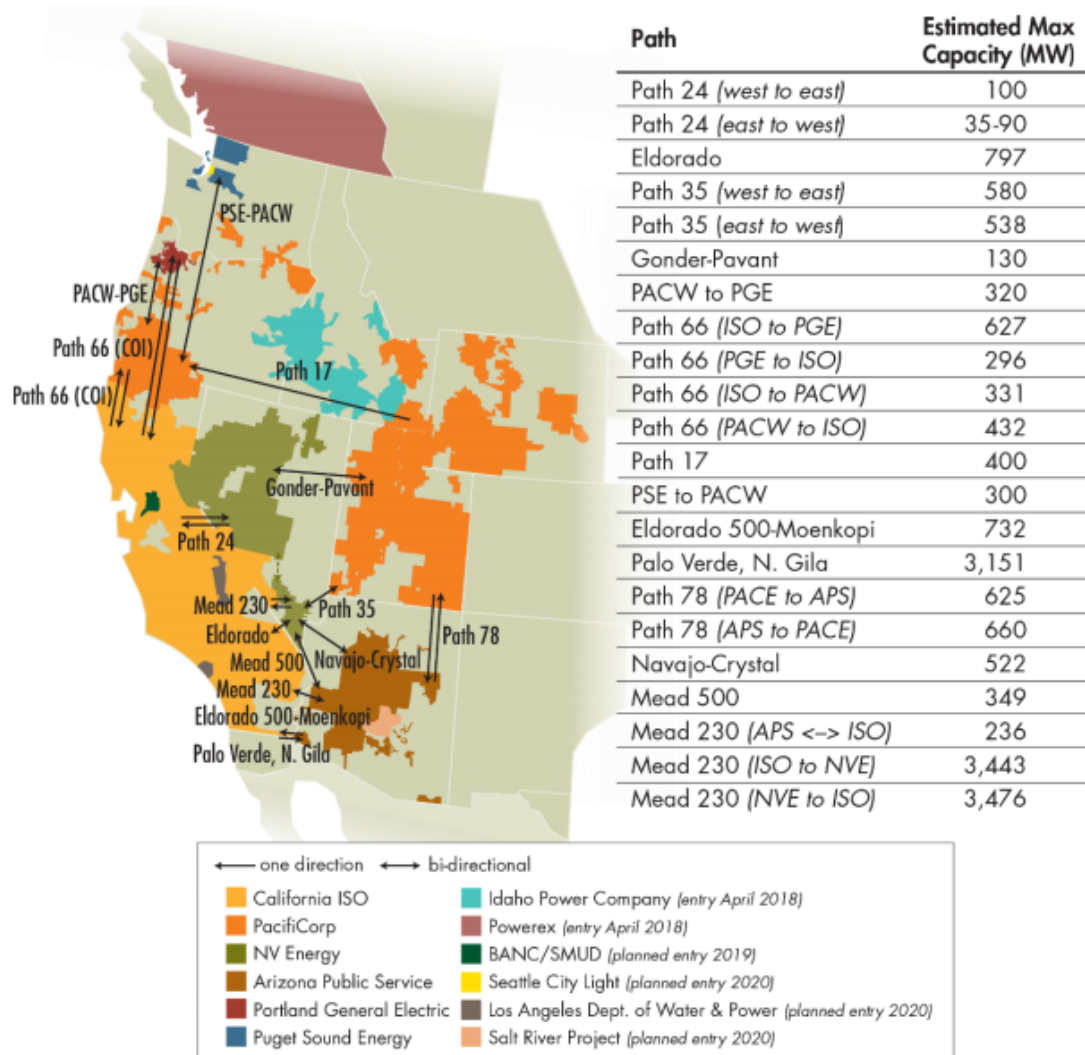 Path Estimated Max Capacity (MW)
Path 24 (west to east) 100
Path 24 (east to west) 35-90
Eldorado 797
Path 35 (west to east) 580
Path 35 (east to west) 538
Gonder-Pavant 130
PACW to PGE 320
Path 66 (ISO to PGE) 627
Path 66 (PGE to ISO) 296
Path 66 (ISO to PACW) 331
Path 66 (PACW to ISO) 432
Path 17 400
PSE to PACW 300
Eldorado 500-Moenkopi 732
Palo Verde, N. Gila 3,151
Path 78 (PACE to APS) 625
Path 78 (APS to PACE) 660
Navajo-Crystal 522
Mead 500 349
Mead 230 (APS <-> ISO) 236
Mead 230 (ISO to NVE) 3,443
Mead 230 (NVE to ISO) 3,476
PSE-PACW
PACW-PGE
Path 66 (COI)
Path 17
Path 66 (COI)
Gonder-Pavant
Path 24
Mead 230
Path 35
Eldorado
Path 78
Mead 500
Navajo-Crystal
Mead 230
Eldorado 500-Moenkopi
Palo Verde, N. Gila
one direction
bi-directional
California ISO
PacifiCorp
NV Energy
Arizona Public Service
Portland General Electric
Puget Sound Energy
Idaho Power Company (entry April 2018)
Powerex (entry April 2018)
BANC/SMUD (planned entry 2019)
Seattle City Light (planned entry 2020)
Los Angeles Dept. of Water & Power (planned entry 2020)
Salt River Project (planned entry 2020)